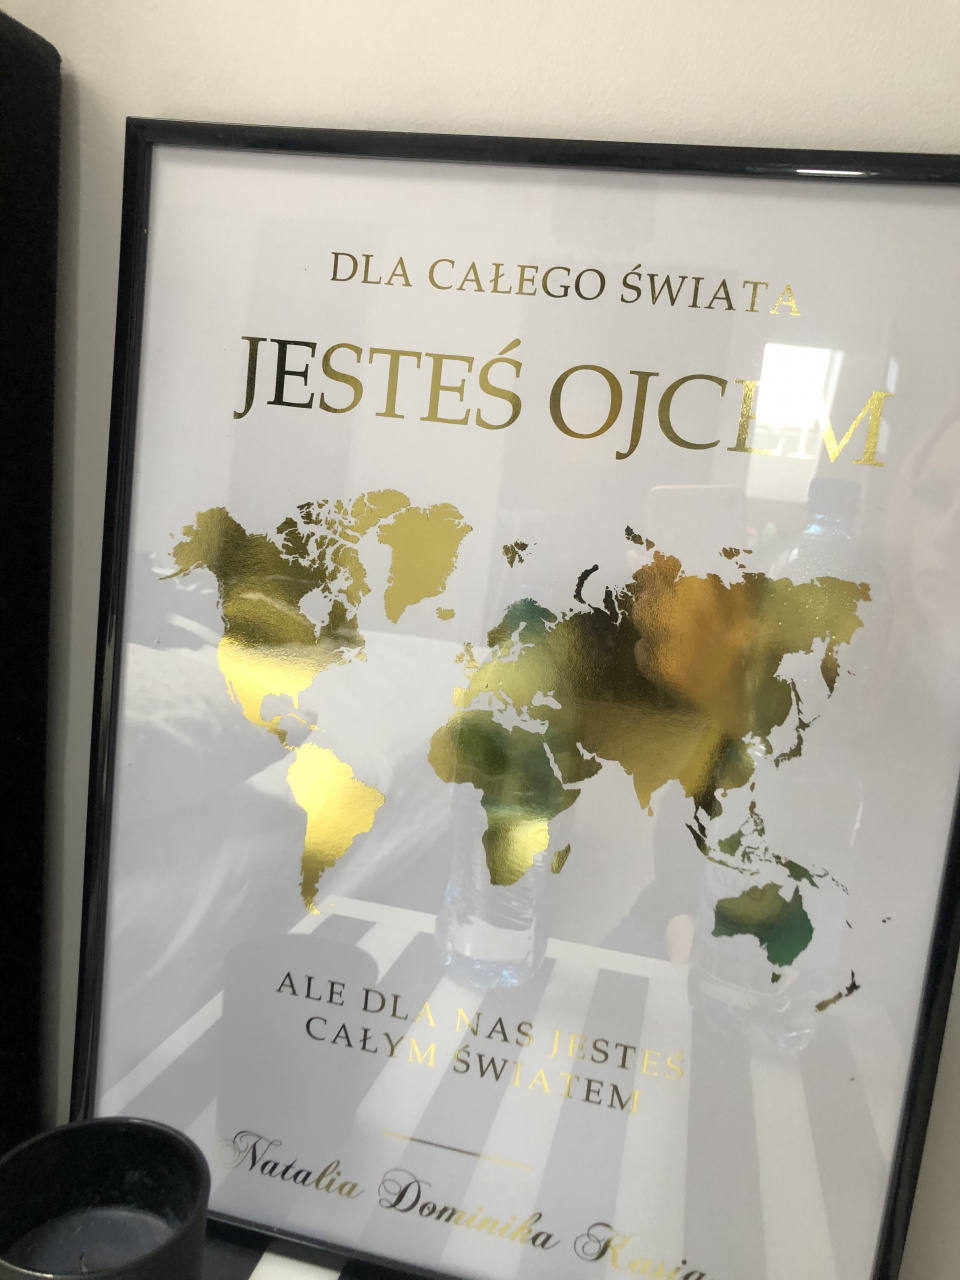 DLA CAŁEGO ŚWIATA
JESTEŚ OJCEM
ALE DLA NAS JESTEŚ
CAŁYM ŚWIATEM
Natalia Dominika Kasia